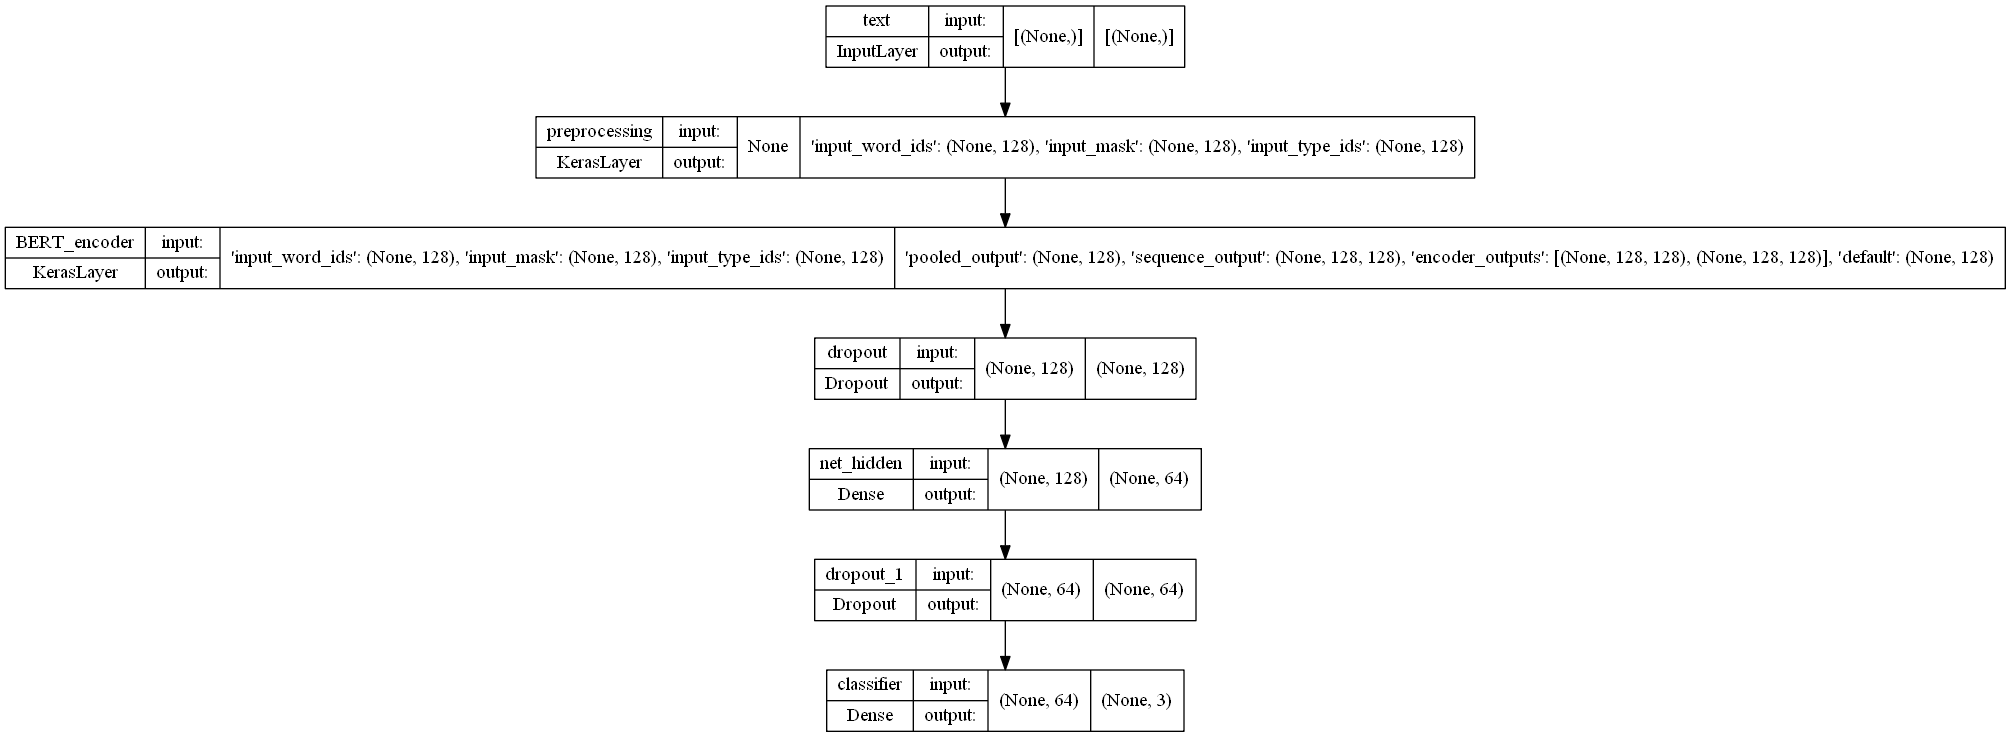 text input: [(None,)] [(None,)]
InputLayer output:
preprocessing input: None 'input_word_ids': (None, 128), 'input_mask': (None, 128), 'input_type_ids': (None, 128)
KerasLayer output:
BERT_encoder input: 'input_word_ids': (None, 128), 'input_mask': (None, 128), 'input_type_ids': (None, 128) 'pooled_output': (None, 128), 'sequence_output': (None, 128, 128), 'encoder_outputs': [(None, 128, 128), (None, 128, 128)], 'default': (None, 128)
KerasLayer output:
dropout input: (None, 128) (None, 128)
Dropout output:
net_hidden input: (None, 128) (None, 64)
Dense output:
dropout_1 input: (None, 64) (None, 64)
Dropout output:
classifier input: (None, 64) (None, 3)
Dense output: